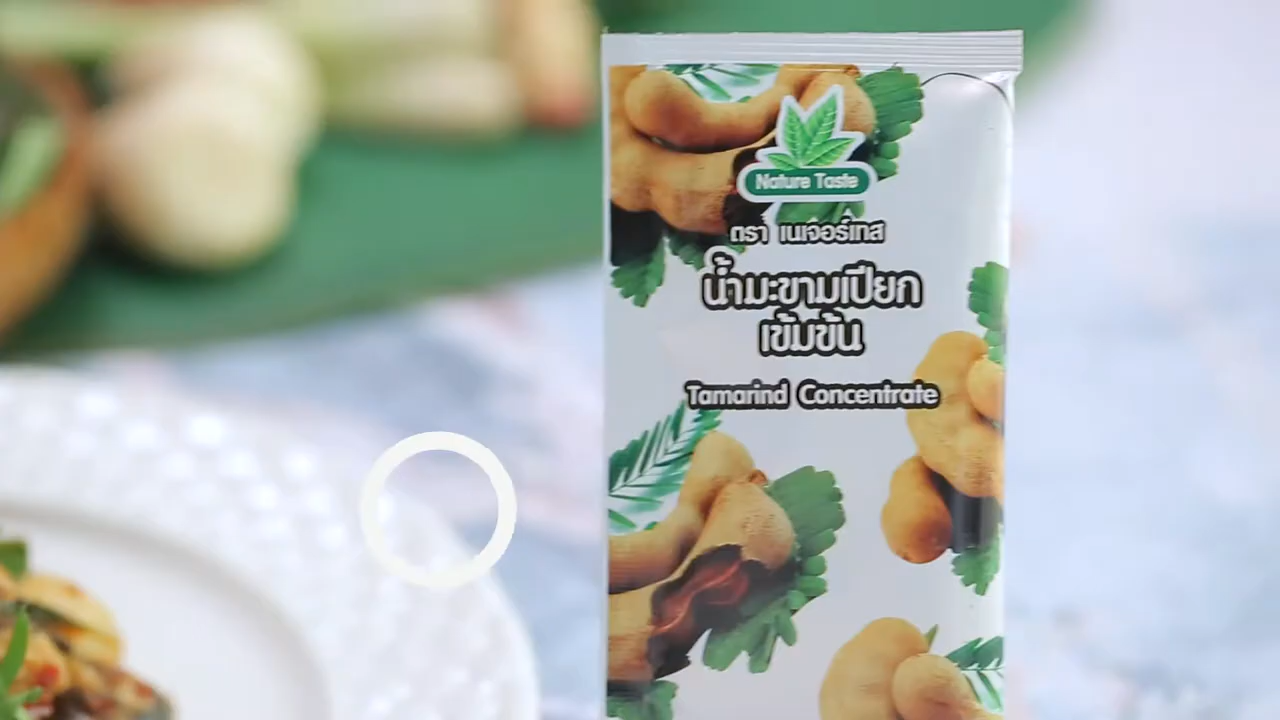 Nature Taste
ตรา เนเจอร์เทส
น้ำมะขามเปียก
เข้มข้น
Tamarind Concentrate